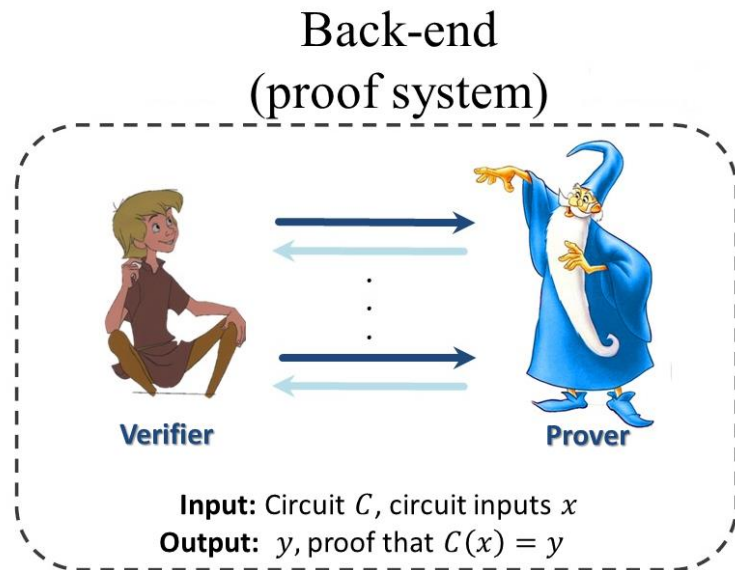 Back-end
(proof system)
Verifier
Prover
Input: Circuit C, circuit inputs x
Output: y, proof that C(x) = y